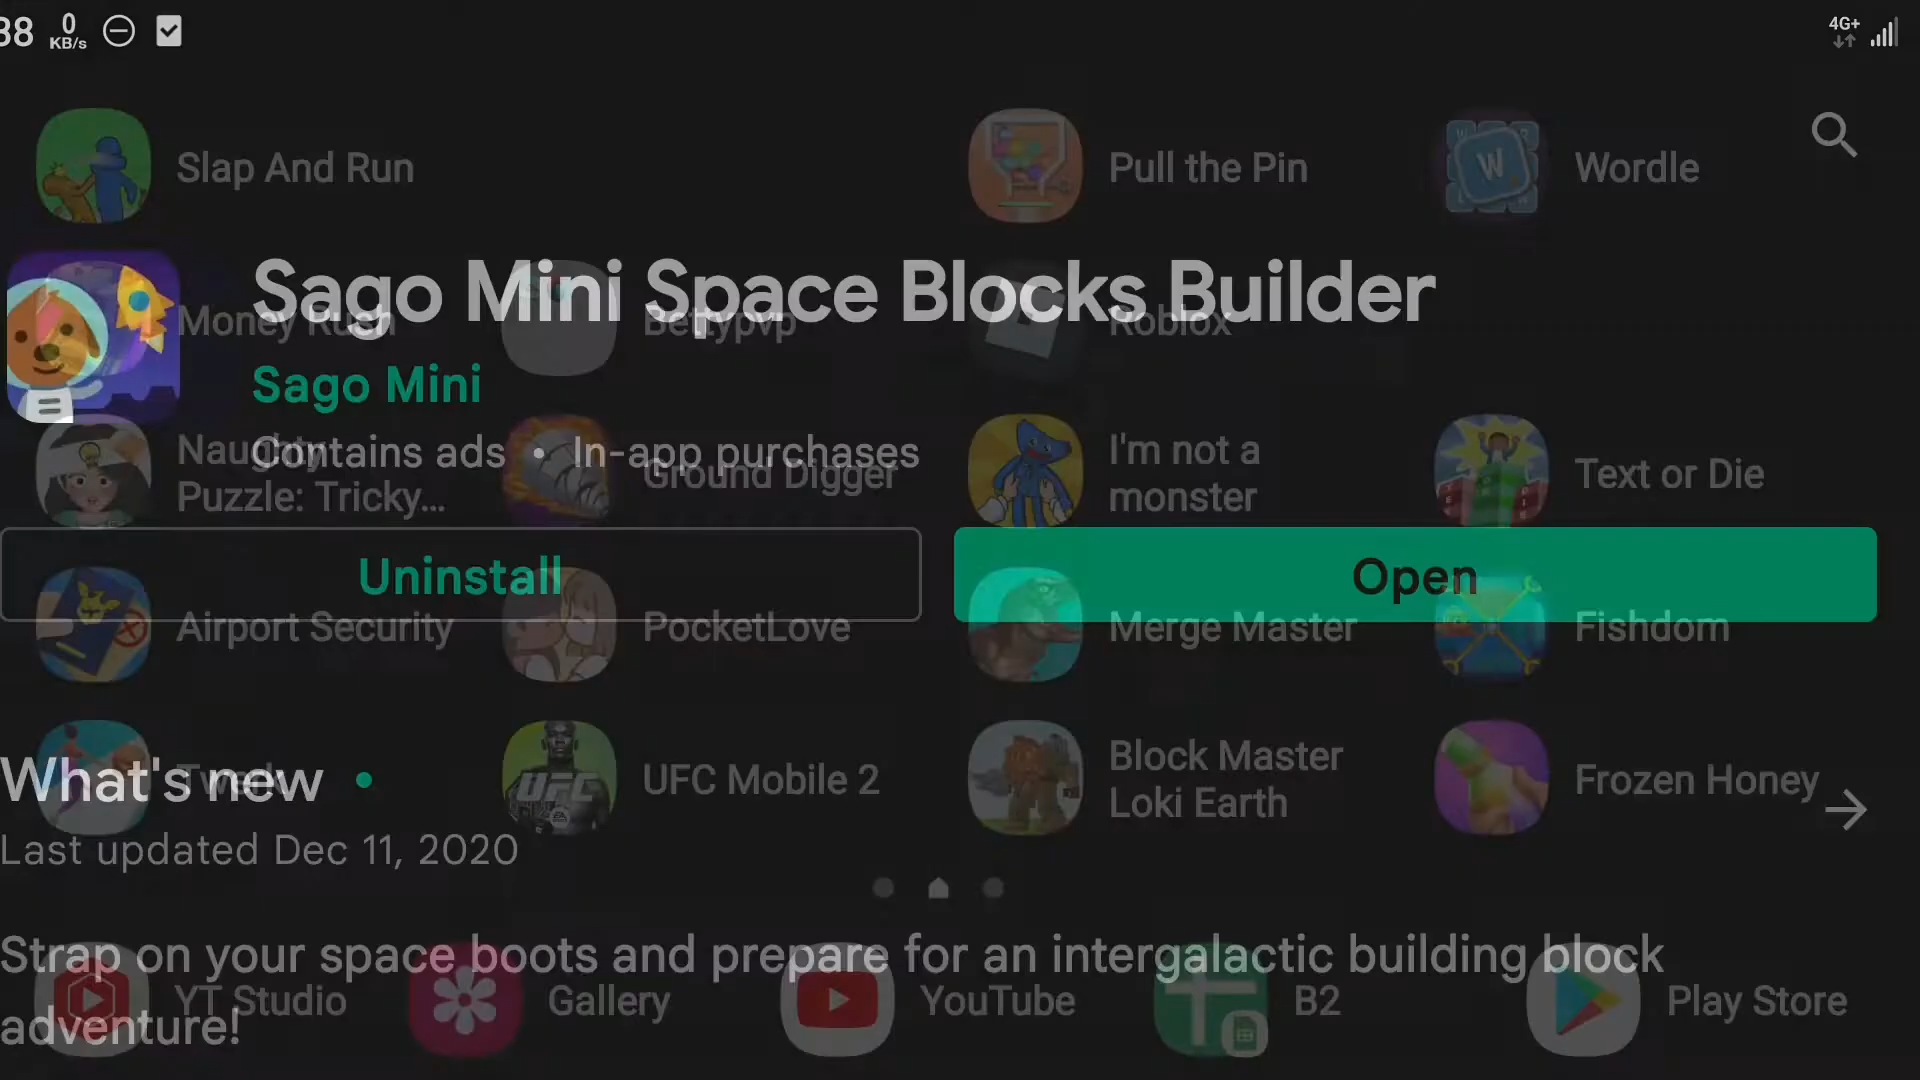 38 0 KB/s 4G+
Slap And Run
Pull the Pin
Wordle
Sago Mini Space Blocks Builder
Money Rush
Bettypvp
Roblox
Sago Mini
Contains ads • In-app purchases
Naughty
Puzzle: Tricky...
Ground Digger
I'm not a
monster
Text or Die
Uninstall
Open
Airport Security
PocketLove
Merge Master
Fishdom
What's new
UFC
UFC Mobile 2
Block Master
Loki Earth
Frozen Honey
Last updated Dec 11, 2020
Strap on your space boots and prepare for an intergalactic building block
adventure!
YT Studio
Gallery
YouTube
B2
Play Store